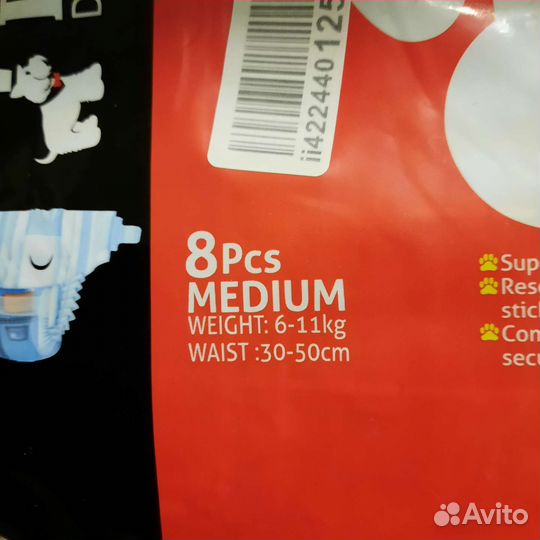 ii422440125
8Pcs
MEDIUM
WEIGHT: 6-11kg
WAIST :30-50cm
Avito